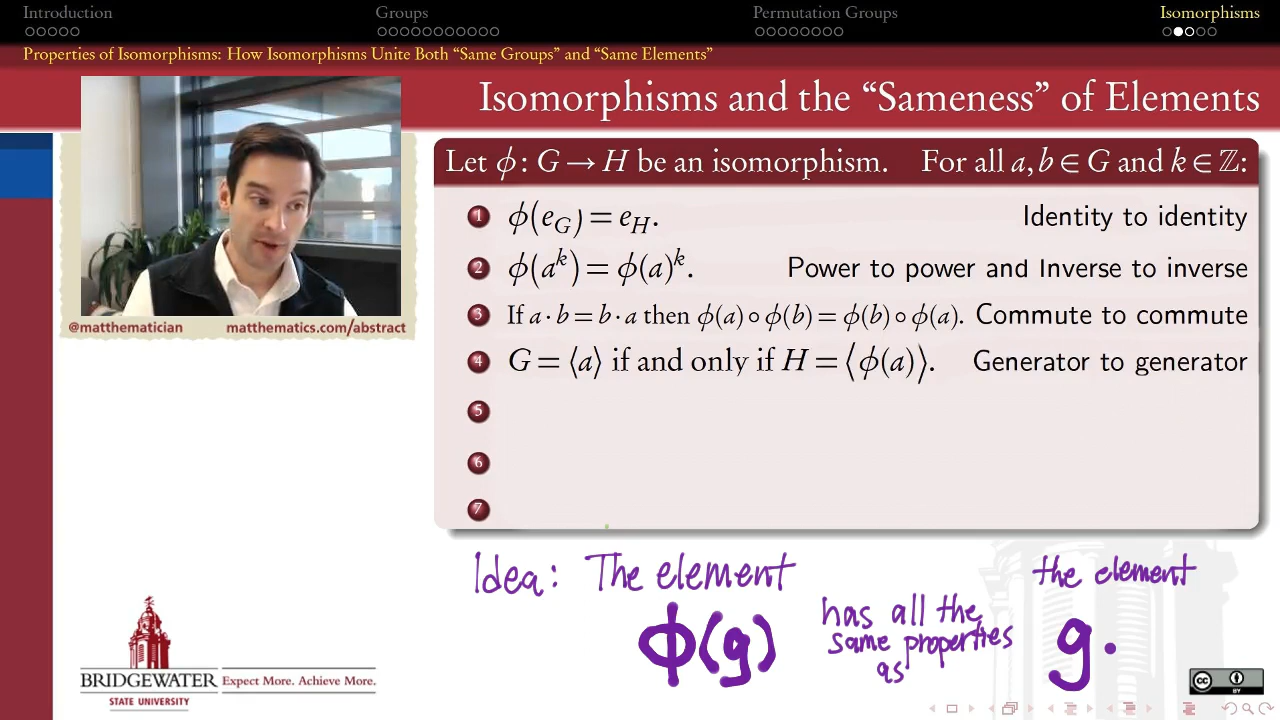 Introduction Groups Permutation Groups Isomorphisms
Properties of Isomorphisms: How Isomorphisms Unite Both “Same Groups” and “Same Elements”
Isomorphisms and the “Sameness” of Elements
@matthematician matthematics.com/abstract
Let ϕ: G → H be an isomorphism. For all a, b ∈ G and k ∈ ℤ:
1 ϕ(e_G) = e_H. Identity to identity
2 ϕ(a^k) = ϕ(a)^k. Power to power and Inverse to inverse
3 If a · b = b · a then ϕ(a) ∘ ϕ(b) = ϕ(b) ∘ ϕ(a). Commute to commute
4 G = ⟨a⟩ if and only if H = ⟨ϕ(a)⟩. Generator to generator
5
6
7
Idea: The element
ϕ(g)
has all the
same properties
as
the element
g.
BRIDGEWATER
STATE UNIVERSITY
Expect More. Achieve More.
CC BY